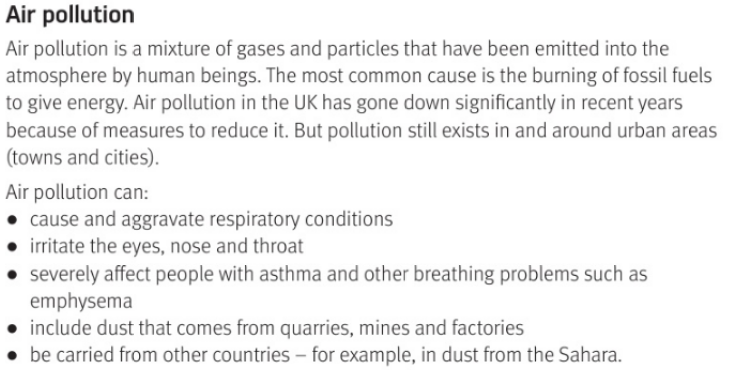 Air pollution
Air pollution is a mixture of gases and particles that have been emitted into the
atmosphere by human beings. The most common cause is the burning of fossil fuels
to give energy. Air pollution in the UK has gone down significantly in recent years
because of measures to reduce it. But pollution still exists in and around urban areas
(towns and cities).
Air pollution can:
● cause and aggravate respiratory conditions
● irritate the eyes, nose and throat
● severely affect people with asthma and other breathing problems such as
emphysema
● include dust that comes from quarries, mines and factories
● be carried from other countries – for example, in dust from the Sahara.